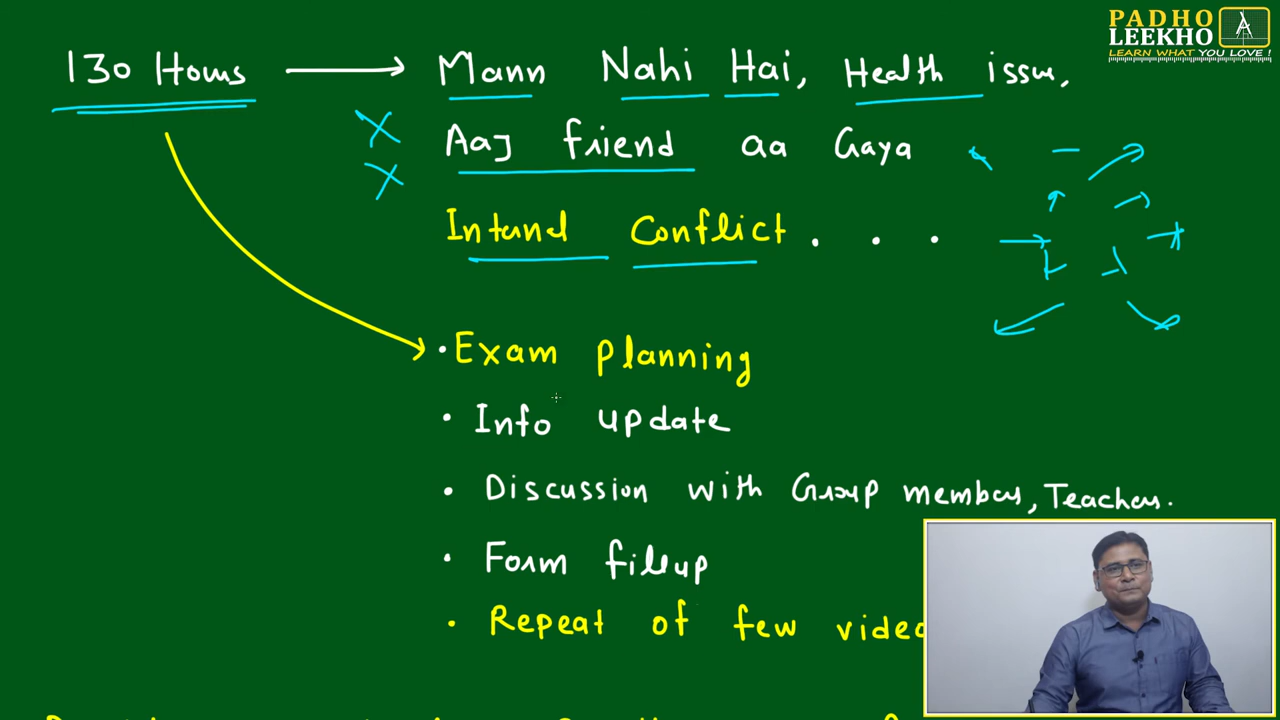 PADHO
LEEKHO
LEARN WHAT YOU LOVE !
130 Hours → Mann Nahi Hai, Health issue,
Aaj friend aa Gaya
Internal Conflict . . .
• Exam planning
• Info update
• Discussion with Group members, Teachers.
• Form fillup
• Repeat of few video